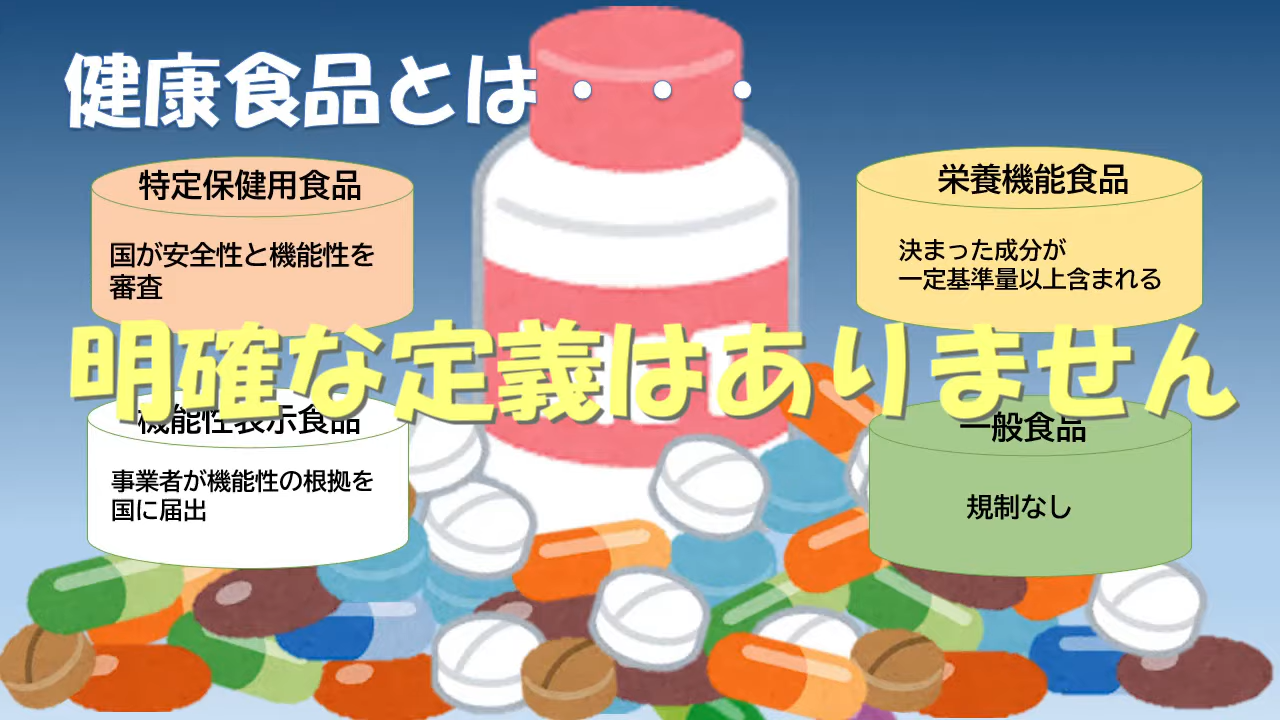 健康食品とは・・・
特定保健用食品
国が安全性と機能性を
審査
栄養機能食品
決まった成分が
一定基準量以上含まれる
明確な定義はありません
機能性表示食品
事業者が機能性の根拠を
国に届出
一般食品
規制なし